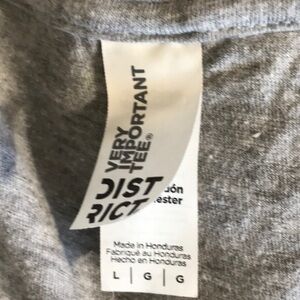 VERY
IMPORTANT
TEE®
DIST
RICT
Made in Honduras
Fabriqué au Honduras
Hecho en Honduras
L | G | G